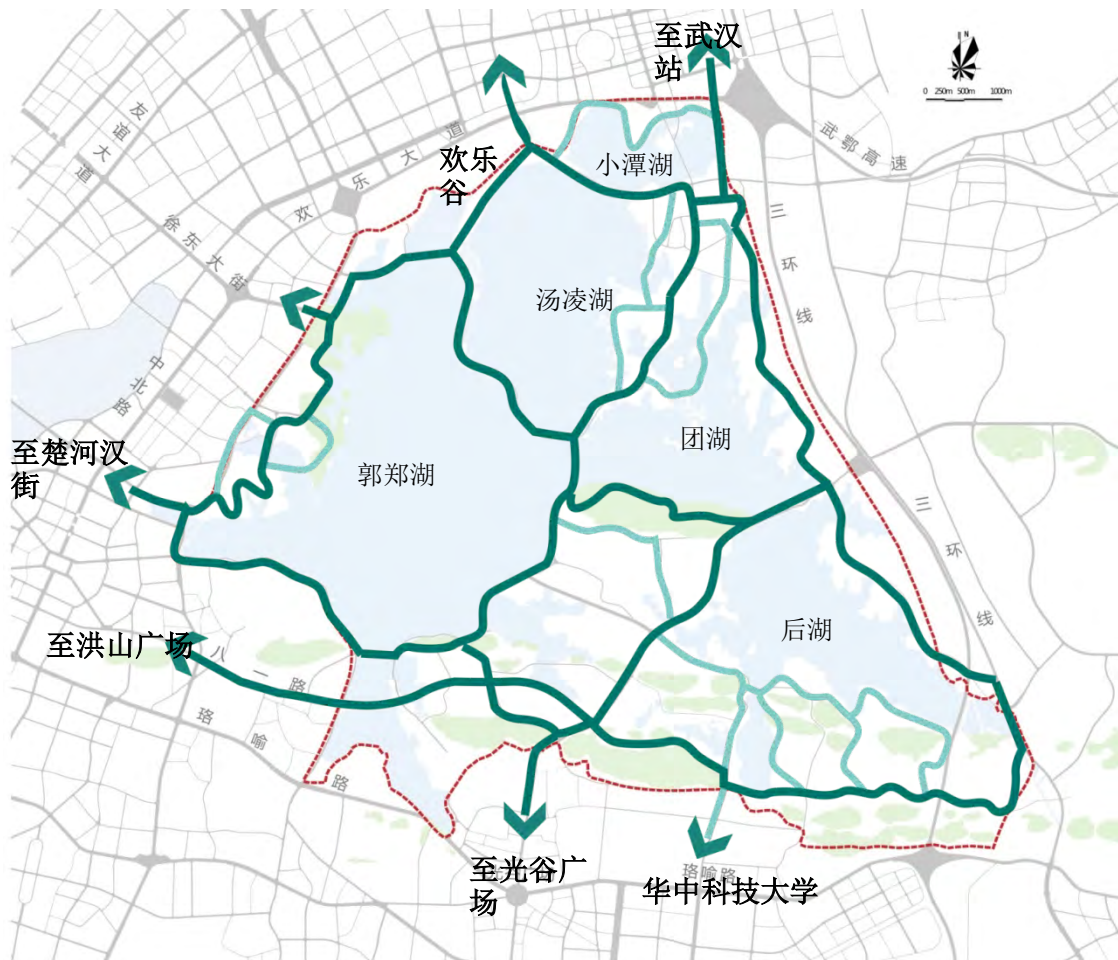 至武汉
站
N
0 250m 500m 1000m
友谊大道
欢乐大道
武鄂高速
欢乐
谷
小潭湖
徐东大街
三环线
汤凌湖
中北路
团湖
至楚河汉
街
郭郑湖
三环线
后湖
至洪山广场
八一路
珞喻路
至光谷广
场
珞喻路
华中科技大学